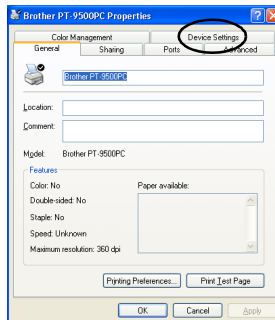 Brother PT-9500PC Properties
Color Management Device Settings
General Sharing Ports Advanced
Brother PT-9500PC
Location:
Comment:
Model: Brother PT-9500PC
Features
Color: No Paper available:
Double-sided: No
Staple: No
Speed: Unknown
Maximum resolution: 360 dpi
Printing Preferences... Print Test Page
OK Cancel Apply